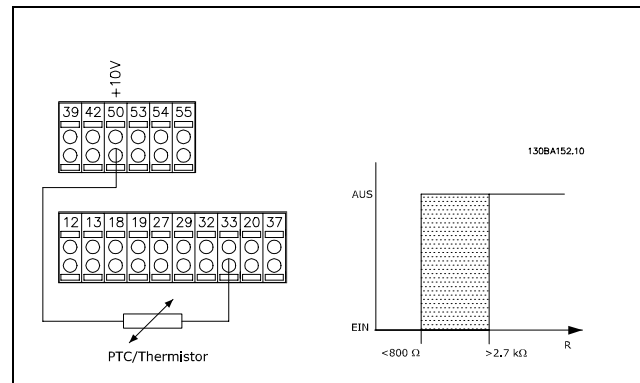 +10V
39 42 50 53 54 55
12 13 18 19 27 29 32 33 20 37
PTC/Thermistor
130BA152.10
AUS
EIN
<800 Ω >2.7 kΩ R